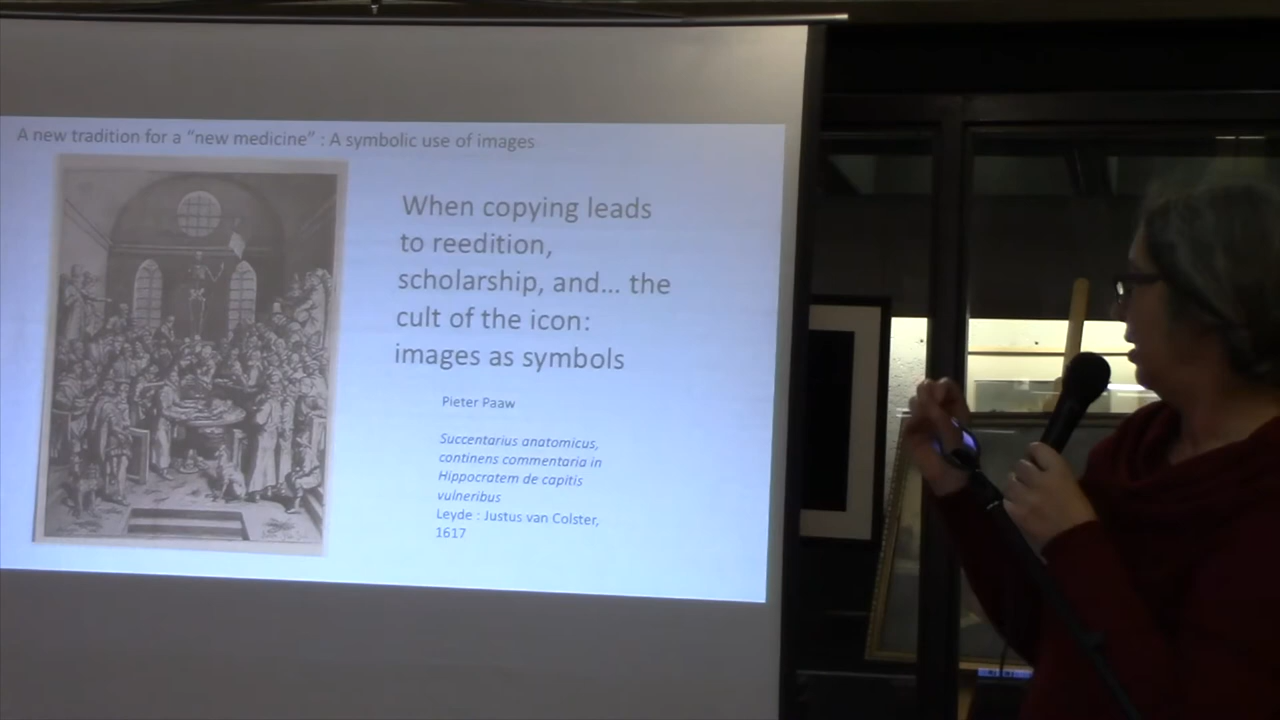 A new tradition for a “new medicine” : A symbolic use of images
When copying leads
to reedition,
scholarship, and... the
cult of the icon:
images as symbols
Pieter Paaw
Succentarius anatomicus,
continens commentaria in
Hippocratem de capitis
vulneribus
Leyde : Justus van Colster,
1617